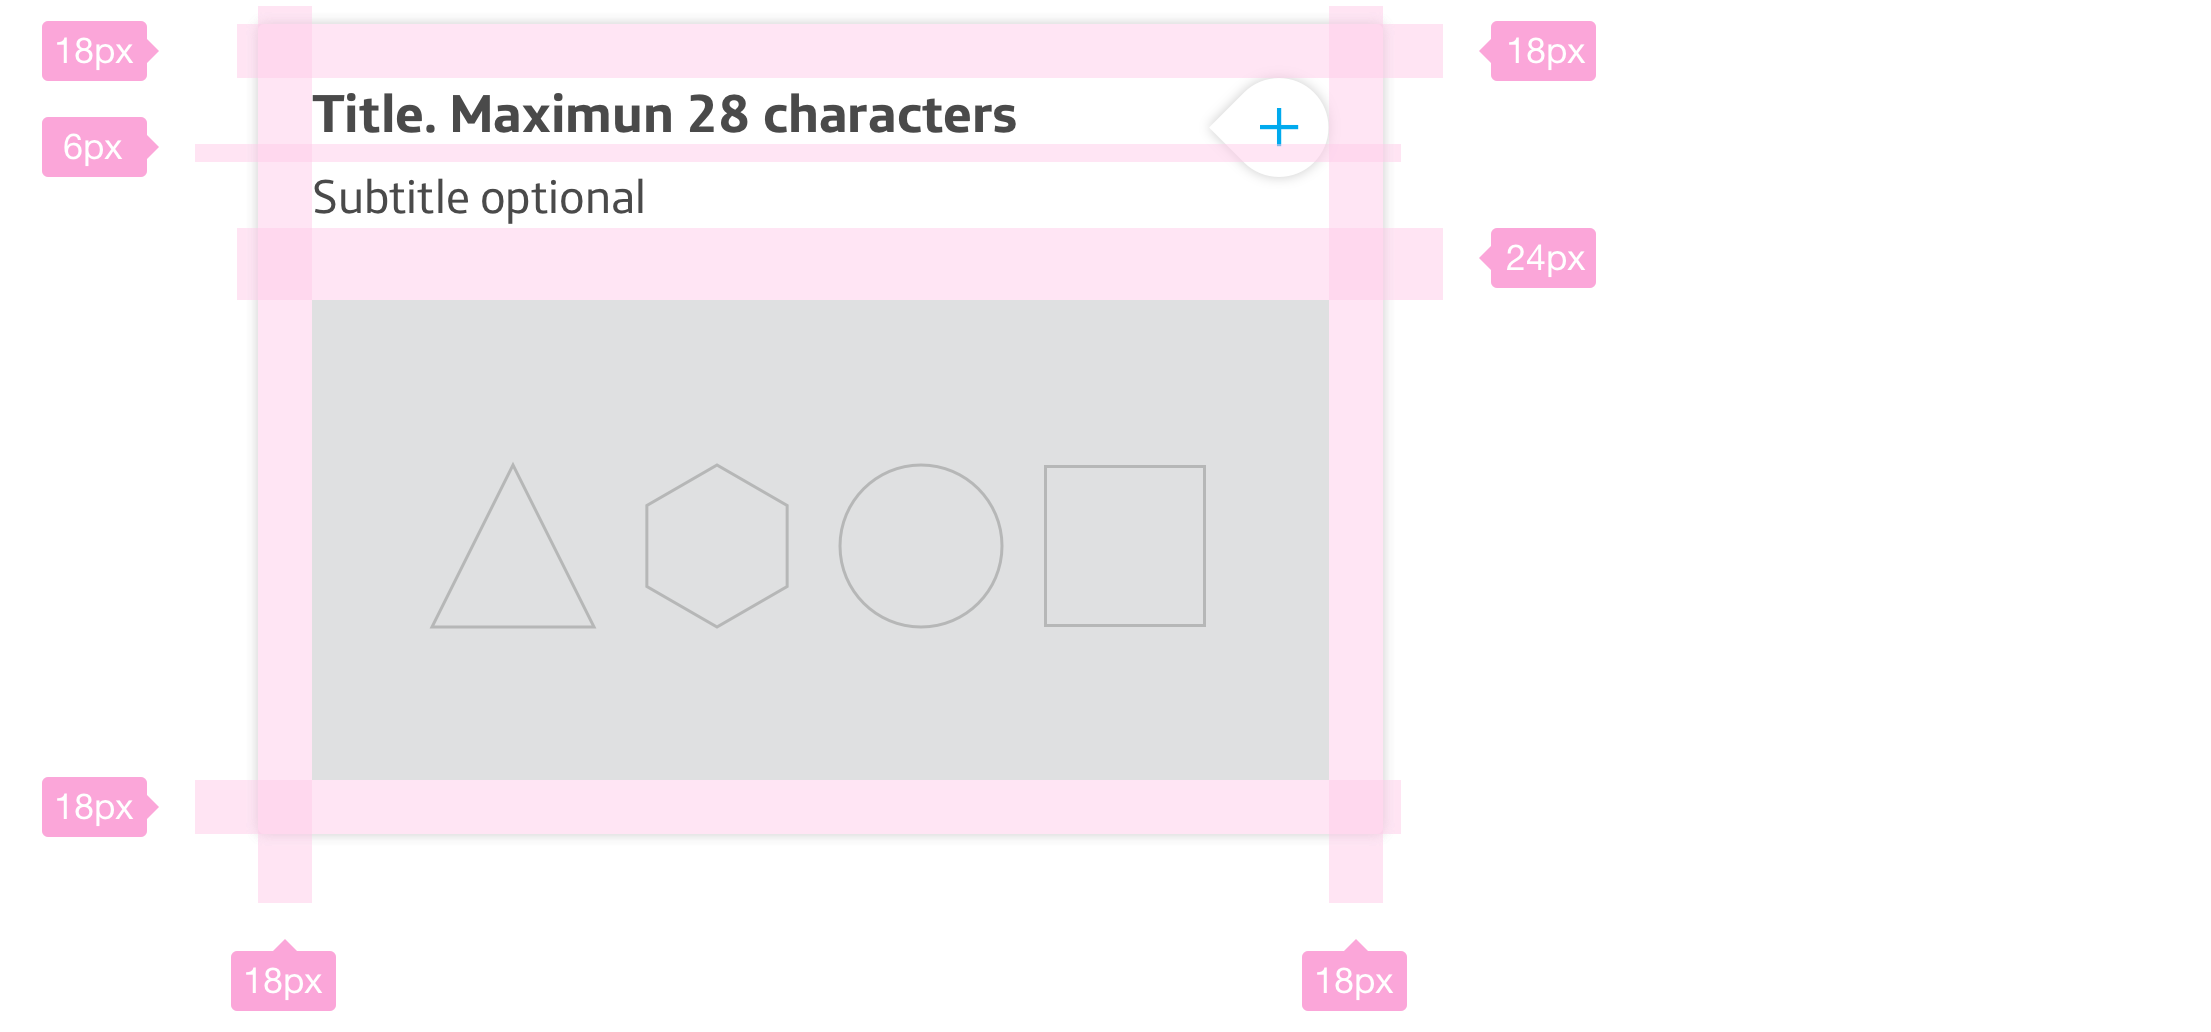 18px
18px
Title. Maximun 28 characters
6px
Subtitle optional
24px
18px
18px
18px